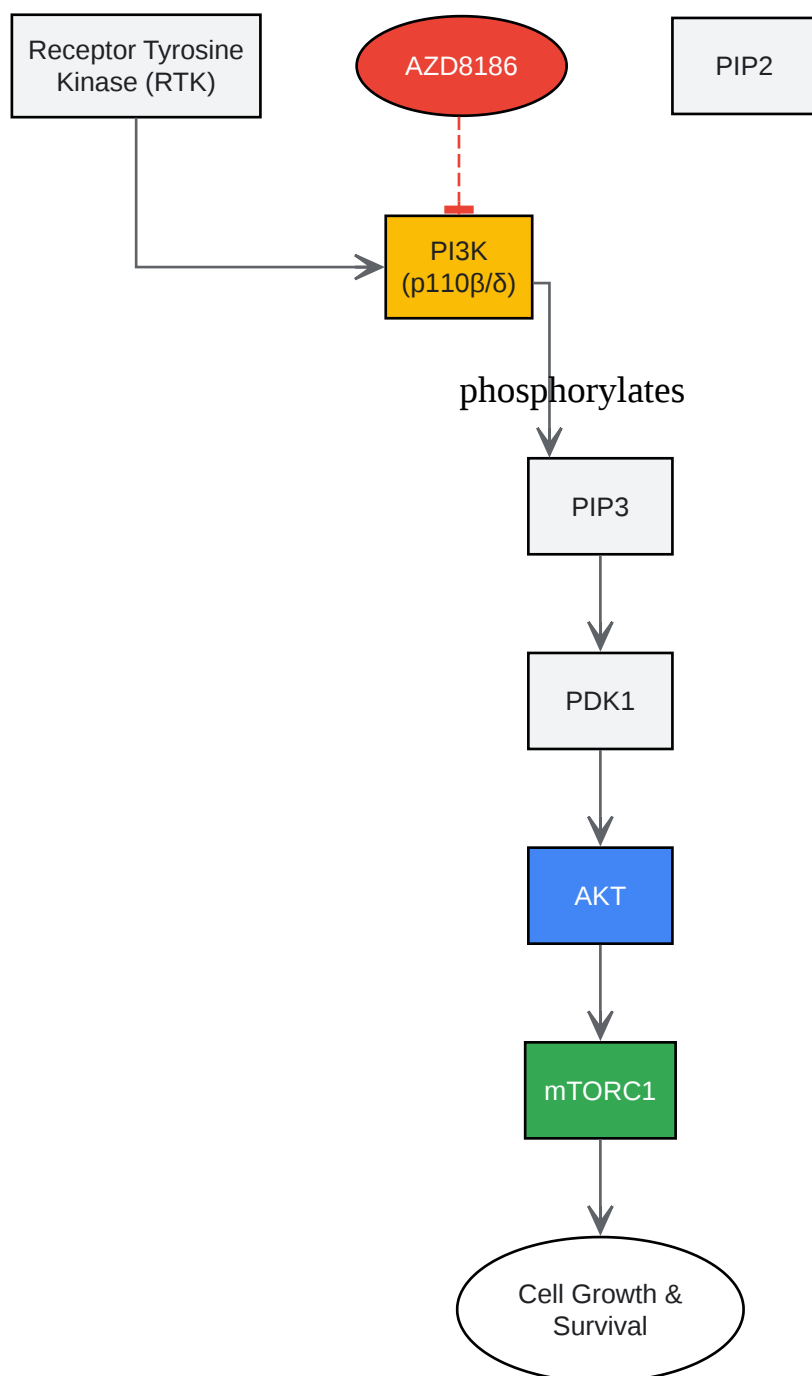 Receptor Tyrosine
Kinase (RTK)
AZD8186
PIP2
PI3K
(p110β/δ)
phosphorylates
PIP3
PDK1
AKT
mTORC1
Cell Growth &
Survival